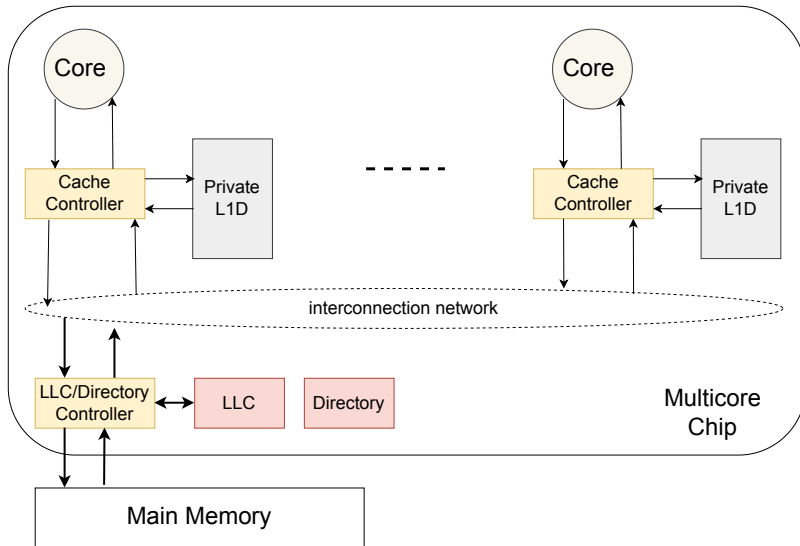 Core
Core
Cache
Controller
Private
L1D
Cache
Controller
Private
L1D
interconnection network
LLC/Directory
Controller
LLC
Directory
Multicore
Chip
Main Memory